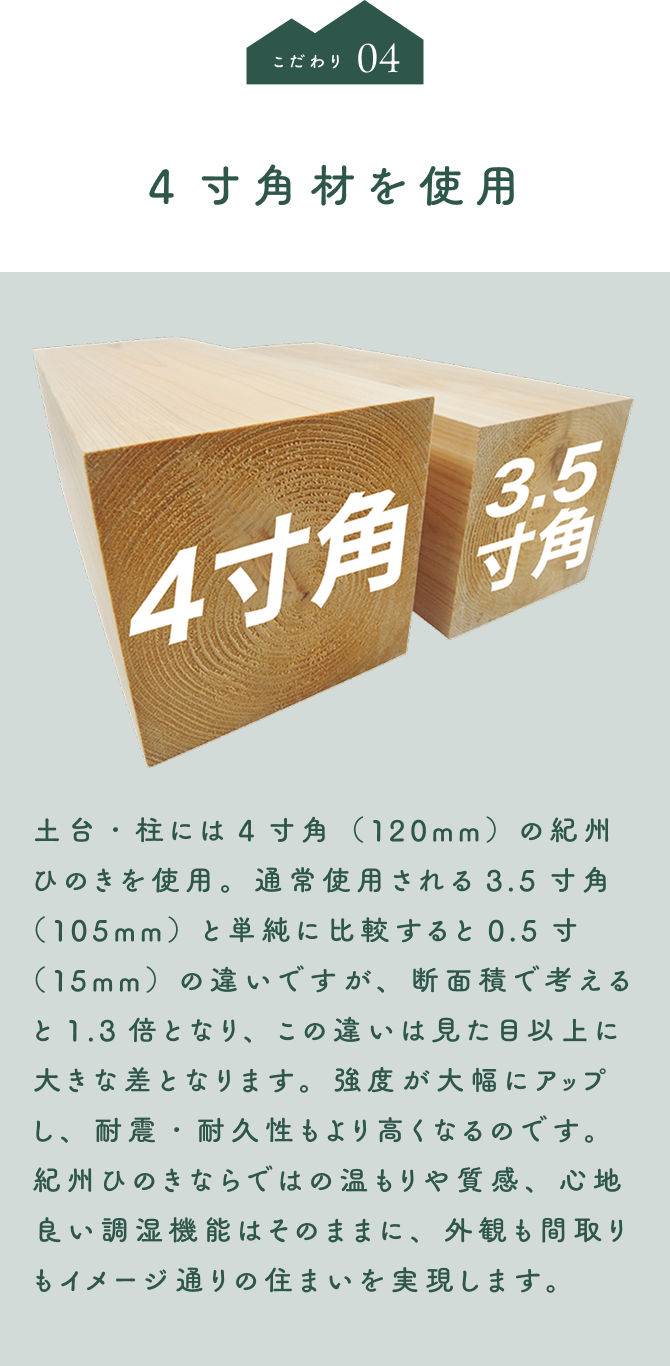 こだわり 04
4寸角材を使用
4寸角
3.5
寸角
土台・柱には4寸角（120mm）の紀州
ひのきを使用。通常使用される3.5寸角
（105mm）と単純に比較すると0.5寸
（15mm）の違いですが、断面積で考える
と1.3倍となり、この違いは見た目以上に
大きな差となります。強度が大幅にアップ
し、耐震・耐久性もより高くなるのです。
紀州ひのきならではの温もりや質感、心地
良い調湿機能はそのままに、外観も間取り
もイメージ通りの住まいを実現します。